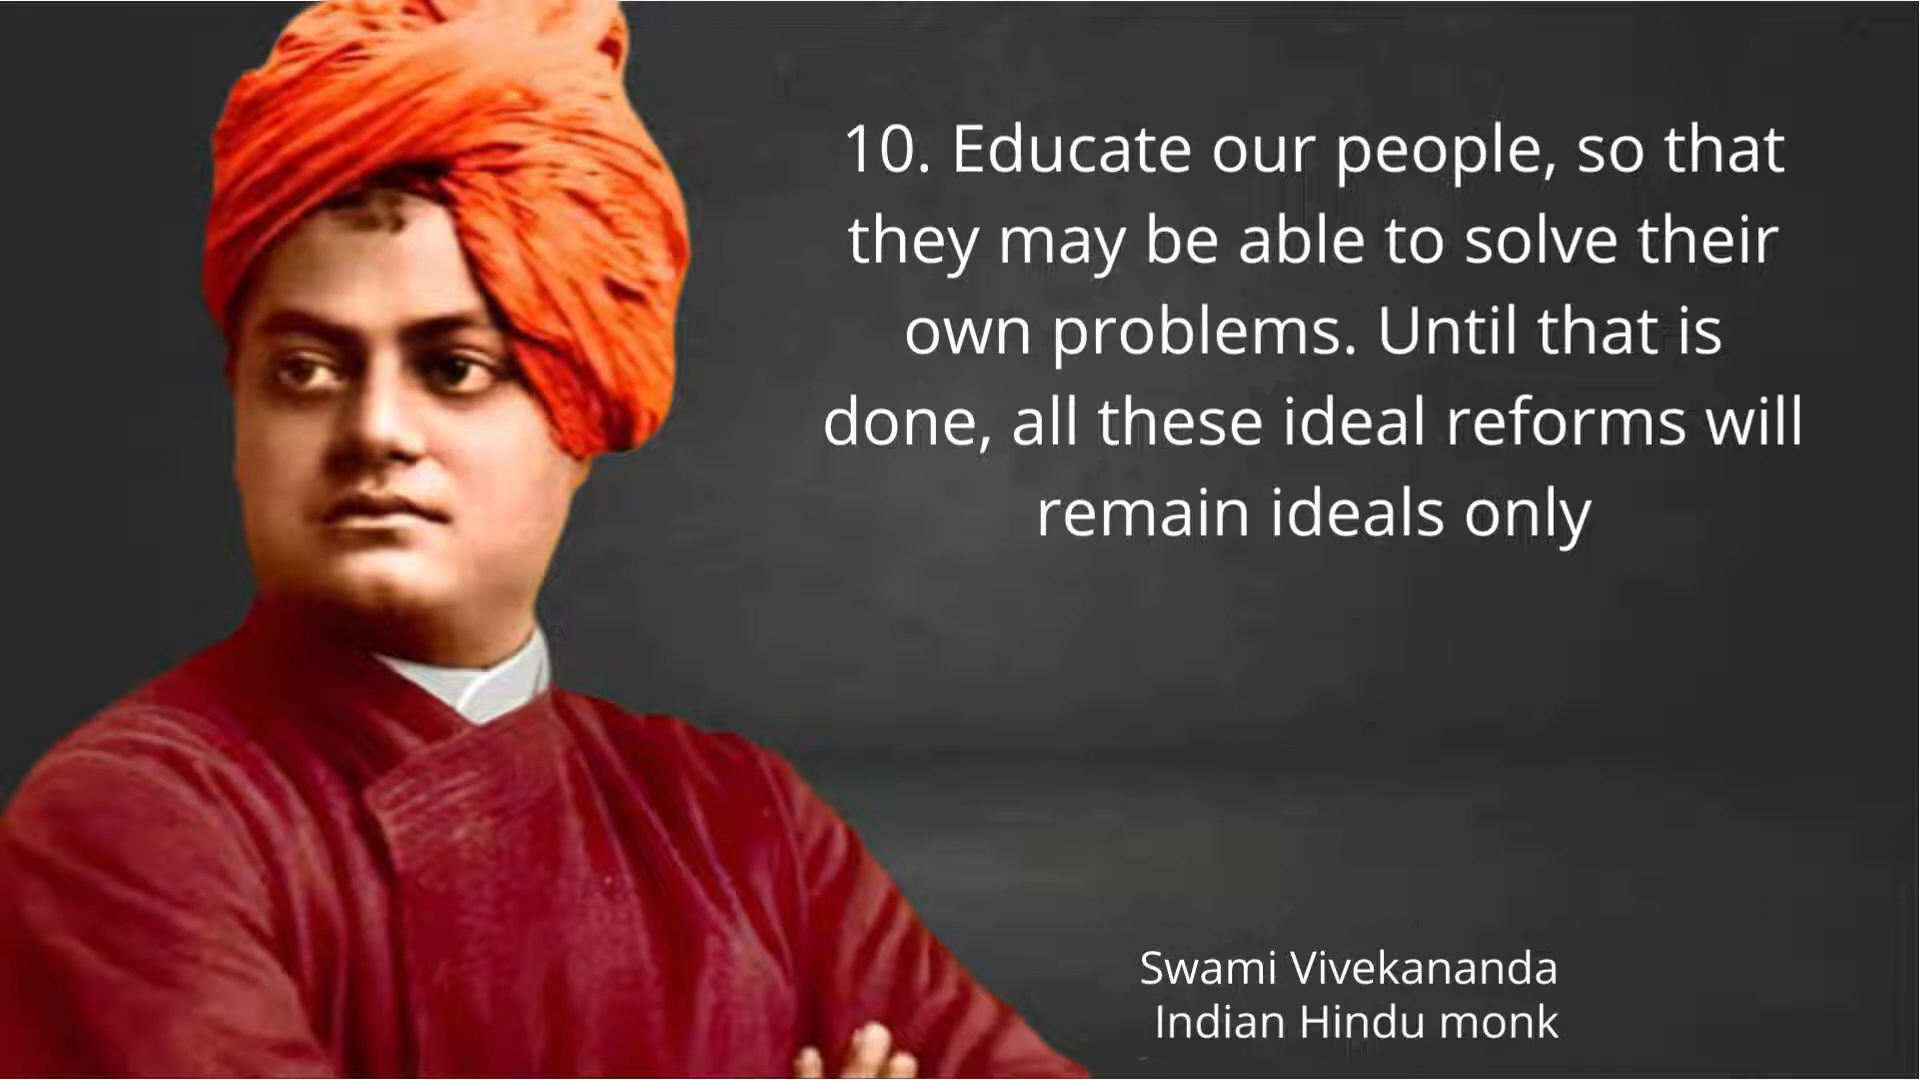 10. Educate our people, so that
they may be able to solve their
own problems. Until that is
done, all these ideal reforms will
remain ideals only
Swami Vivekananda
Indian Hindu monk